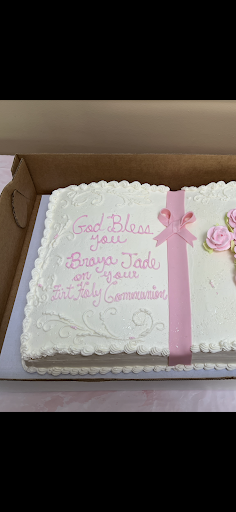 God Bless
you
Braya Jade
on your
First Holy Communion